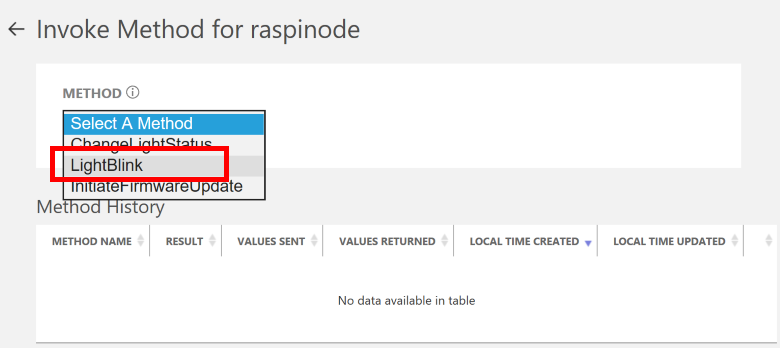 Invoke Method for raspinode
METHOD
Select A Method
ChangeLightStatus
LightBlink
InitiateFirmwareUpdate
Method History
METHOD NAME RESULT VALUES SENT VALUES RETURNED LOCAL TIME CREATED LOCAL TIME UPDATED
No data available in table